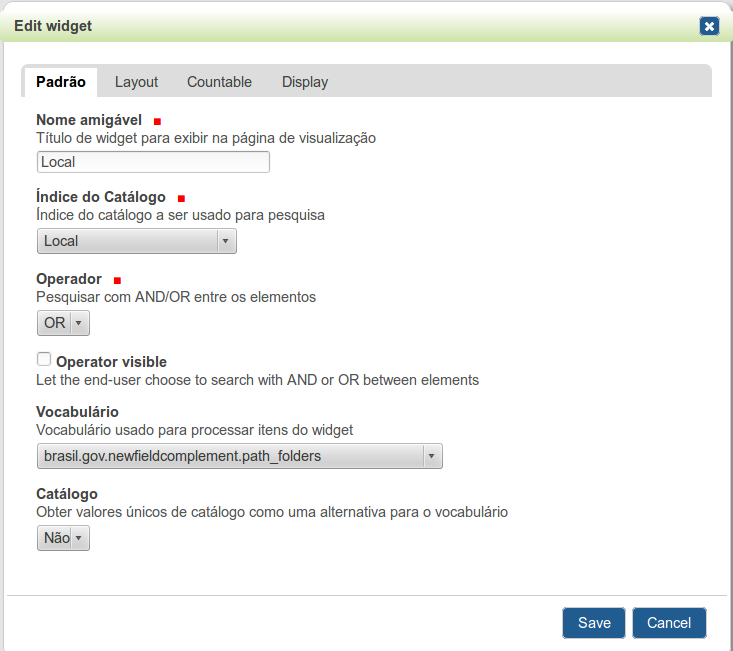 Edit widget
Padrão Layout Countable Display
Nome amigável
Título de widget para exibir na página de visualização
Local
Índice do Catálogo
Índice do catálogo a ser usado para pesquisa
Local
Operador
Pesquisar com AND/OR entre os elementos
OR
Operator visible
Let the end-user choose to search with AND or OR between elements
Vocabulário
Vocabulário usado para processar itens do widget
brasil.gov.newfieldcomplement.path_folders
Catálogo
Obter valores únicos de catálogo como uma alternativa para o vocabulário
Não
Save Cancel